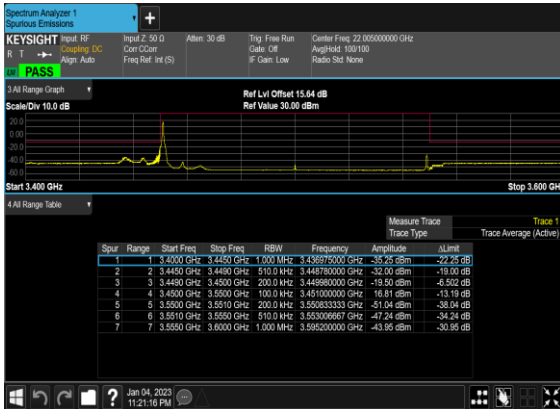 Spectrum Analyzer 1
Spurious Emissions
KEYSIGHT Input: RF Input Z: 50 Ω Atten: 30 dB Trig: Free Run Center Freq: 22.005000000 GHz
R T Coupling: DC Corr CCorr Gate: Off Avg|Hold: 100/100
Align: Auto Freq Ref: Int (S) IF Gain: Low Radio Std: None
PASS
3 All Range Graph Ref Lvl Offset 15.64 dB
Scale/Div 10.0 dB Ref Value 30.00 dBm
20.0
0.00
-20.0
-40.0
-60.0
Start 3.400 GHz Stop 3.600 GH
4 All Range Table
Measure Trace Trace 1
Trace Type Trace Average (Active)
Spur Range Start Freq Stop Freq RBW Frequency Amplitude ΔLimit
1 1 3.4000 GHz 3.4450 GHz 1.000 MHz 3.436975000 GHz -35.25 dBm -22.25 dB
2 2 3.4450 GHz 3.4490 GHz 510.0 kHz 3.448780000 GHz -32.00 dBm -19.00 dB
3 3 3.4490 GHz 3.4500 GHz 200.0 kHz 3.449980000 GHz -19.50 dBm -6.502 dB
4 4 3.4500 GHz 3.5500 GHz 100.0 kHz 3.451000000 GHz 16.81 dBm -13.19 dB
5 5 3.5500 GHz 3.5510 GHz 200.0 kHz 3.550833333 GHz -51.04 dBm -38.04 dB
6 6 3.5510 GHz 3.5550 GHz 510.0 kHz 3.553006667 GHz -47.24 dBm -34.24 dB
7 7 3.5550 GHz 3.6000 GHz 1.000 MHz 3.595200000 GHz -43.95 dBm -30.95 dB
Jan 04, 2023
11:21:16 PM